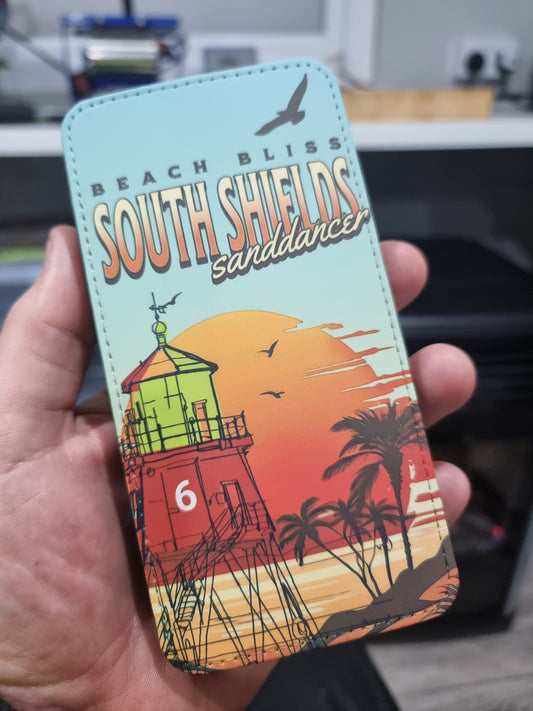 BEACH BLISS
SOUTH SHIELDS
sanddancer
6